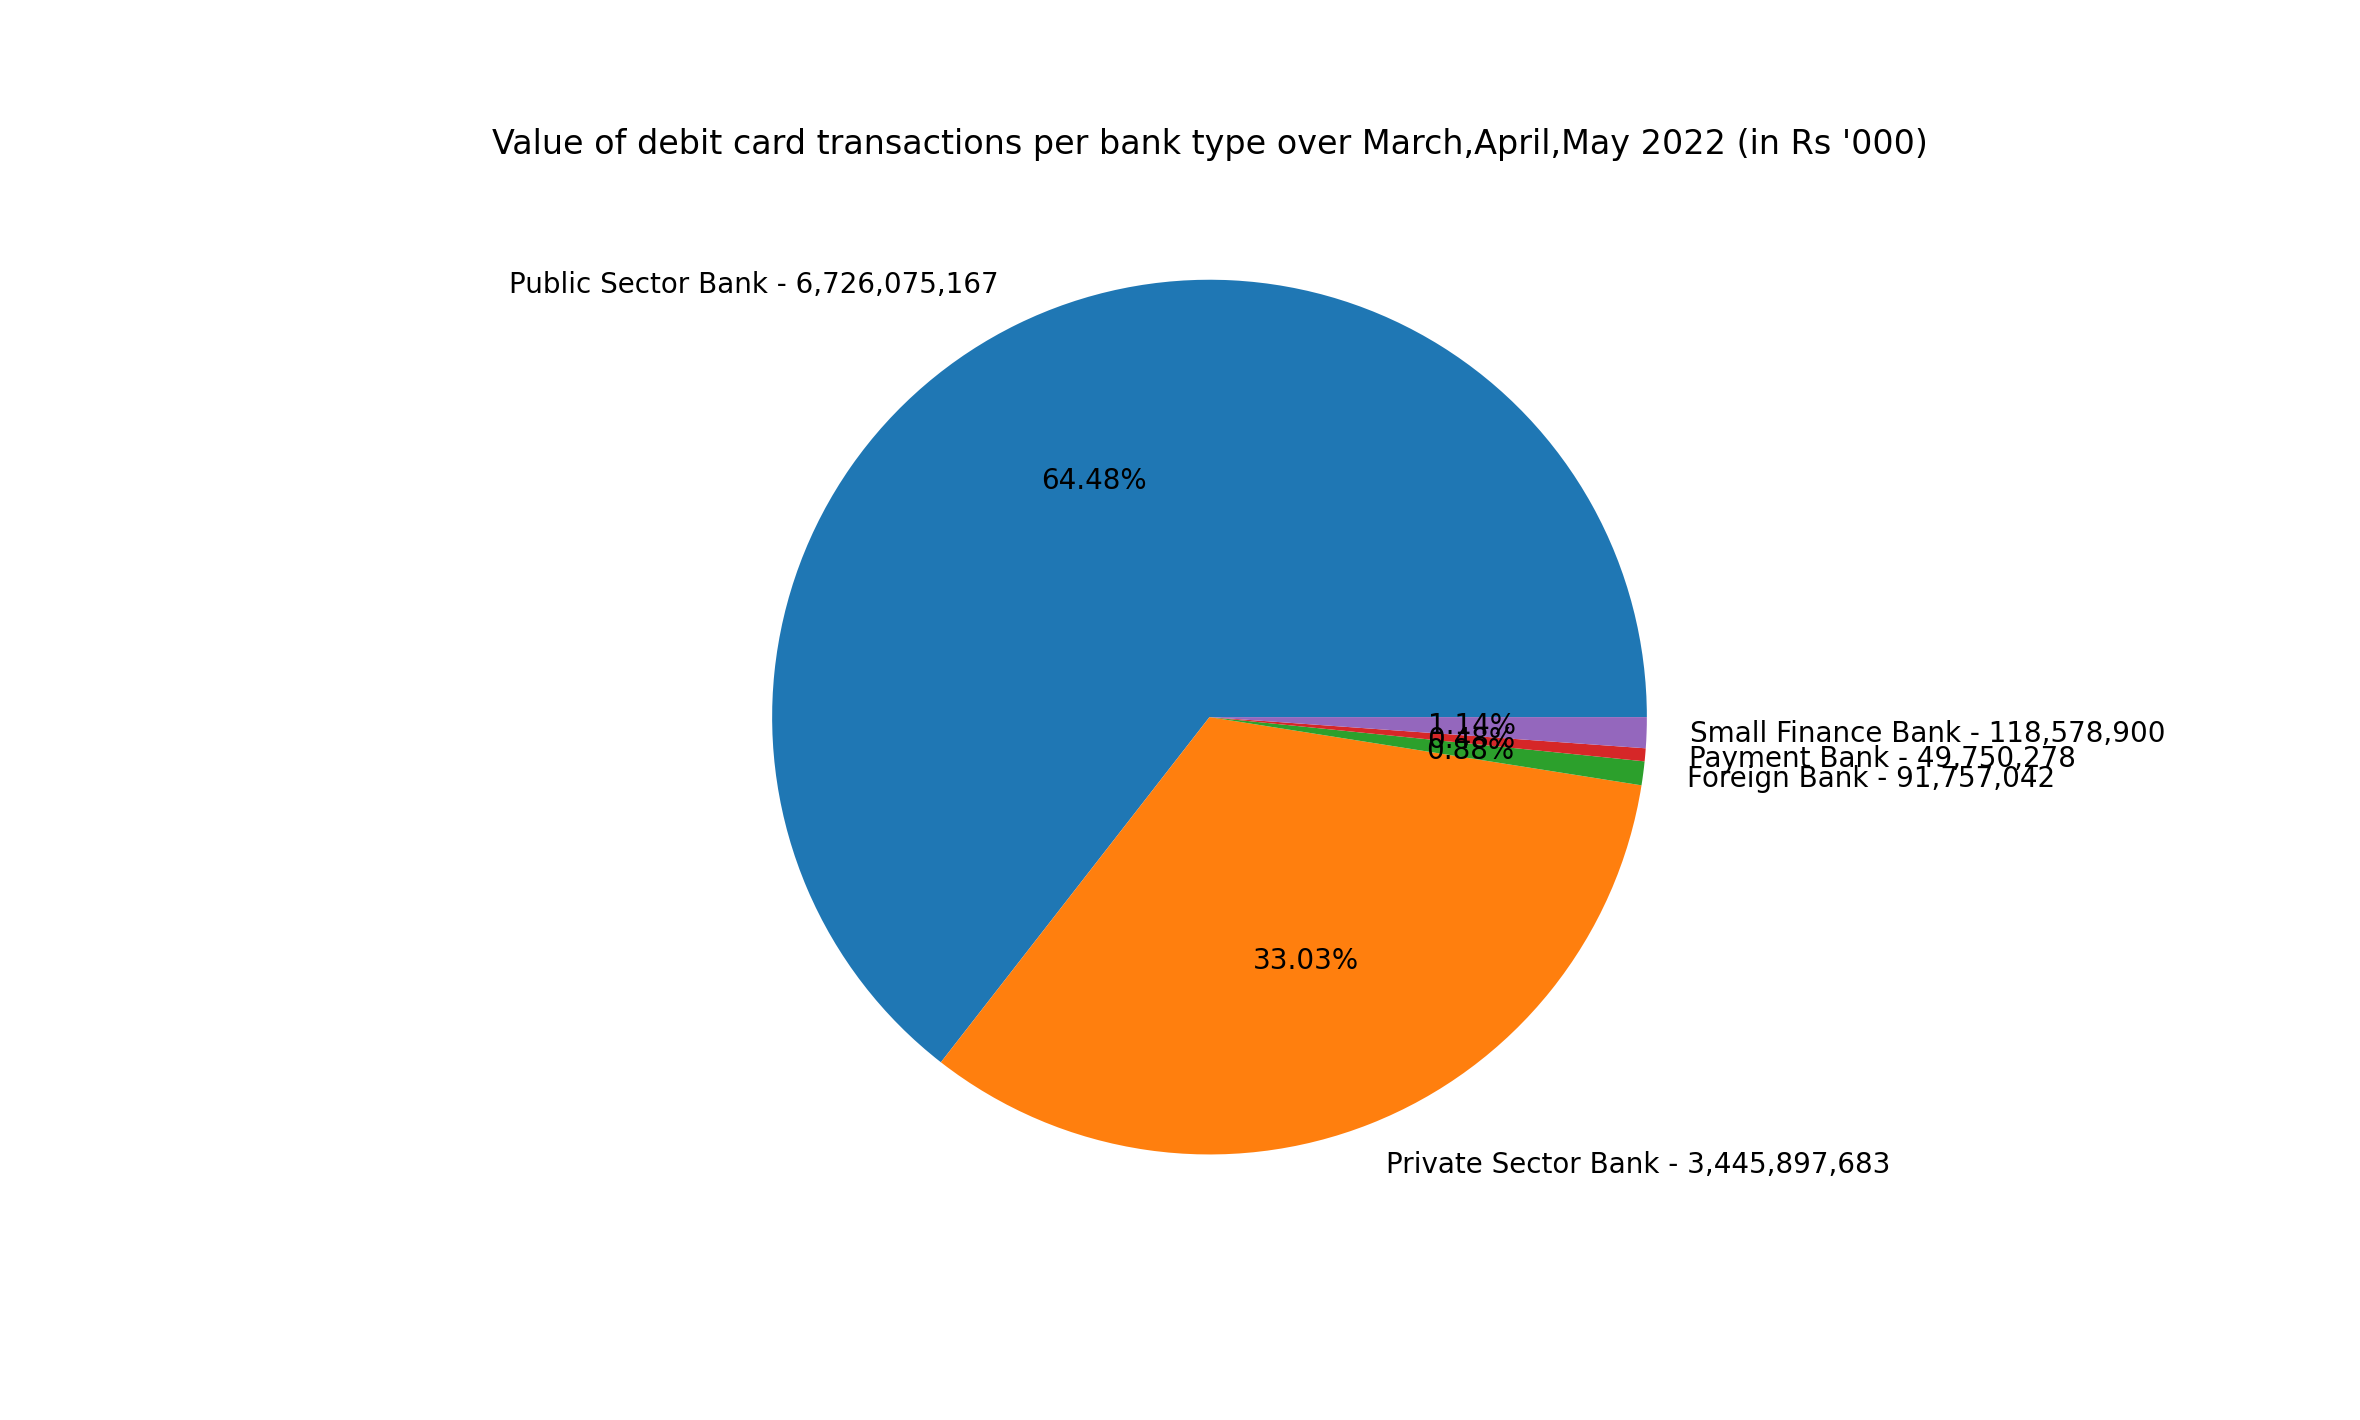 Value of debit card transactions per bank type over March,April,May 2022 (in Rs '000)
Public Sector Bank - 6,726,075,167
64.48%
1.14%
0.48%
0.88%
Small Finance Bank - 118,578,900
Payment Bank - 49,750,278
Foreign Bank - 91,757,042
33.03%
Private Sector Bank - 3,445,897,683